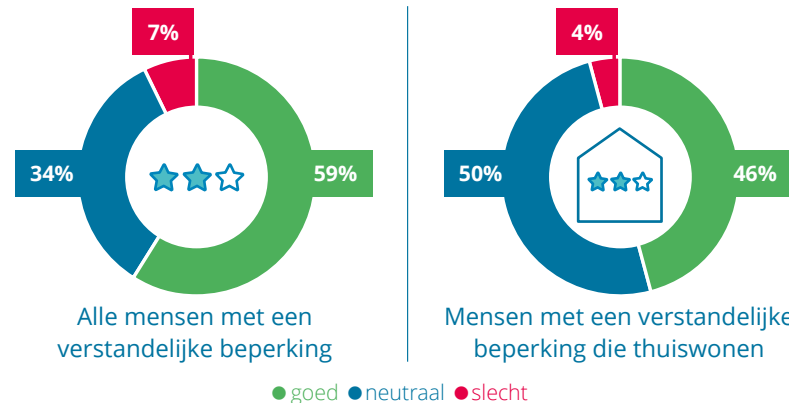 7%
34%
59%
Alle mensen met een
verstandelijke beperking
4%
50%
46%
Mensen met een verstandelijke
beperking die thuiswonen
goed neutraal slecht